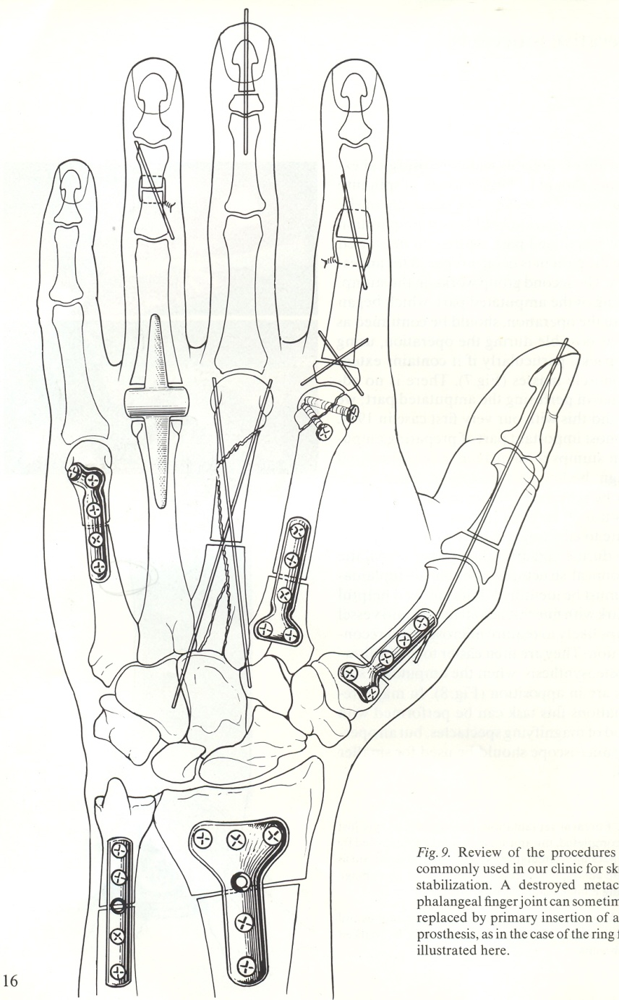 Fig. 9. Review of the procedures
commonly used in our clinic for sk
stabilization. A destroyed metac
phalangeal finger joint can sometim
replaced by primary insertion of a
prosthesis, as in the case of the ring
illustrated here.
16